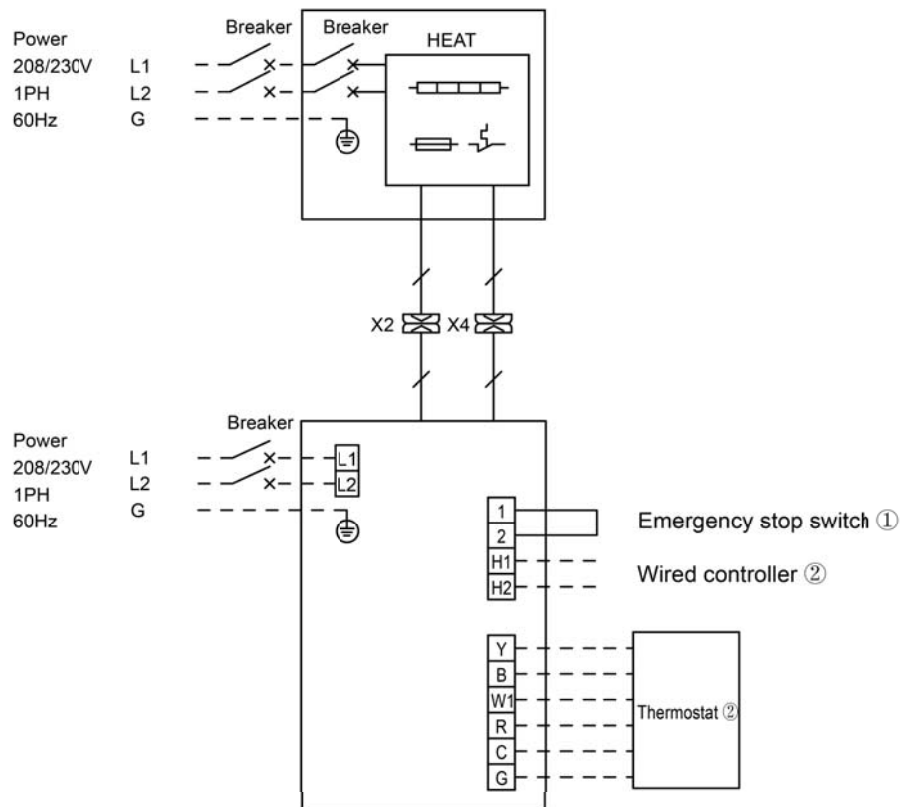 Breaker Breaker
HEAT
Power
208/230V L1
1PH L2
60Hz G
X2 X4
Breaker
Power
208/230V L1
1PH L2
60Hz G
L1
L2
1
2
H1
H2
Emergency stop switch ①
Wired controller ②
Y
B
W1
R
C
G
Thermostat ②